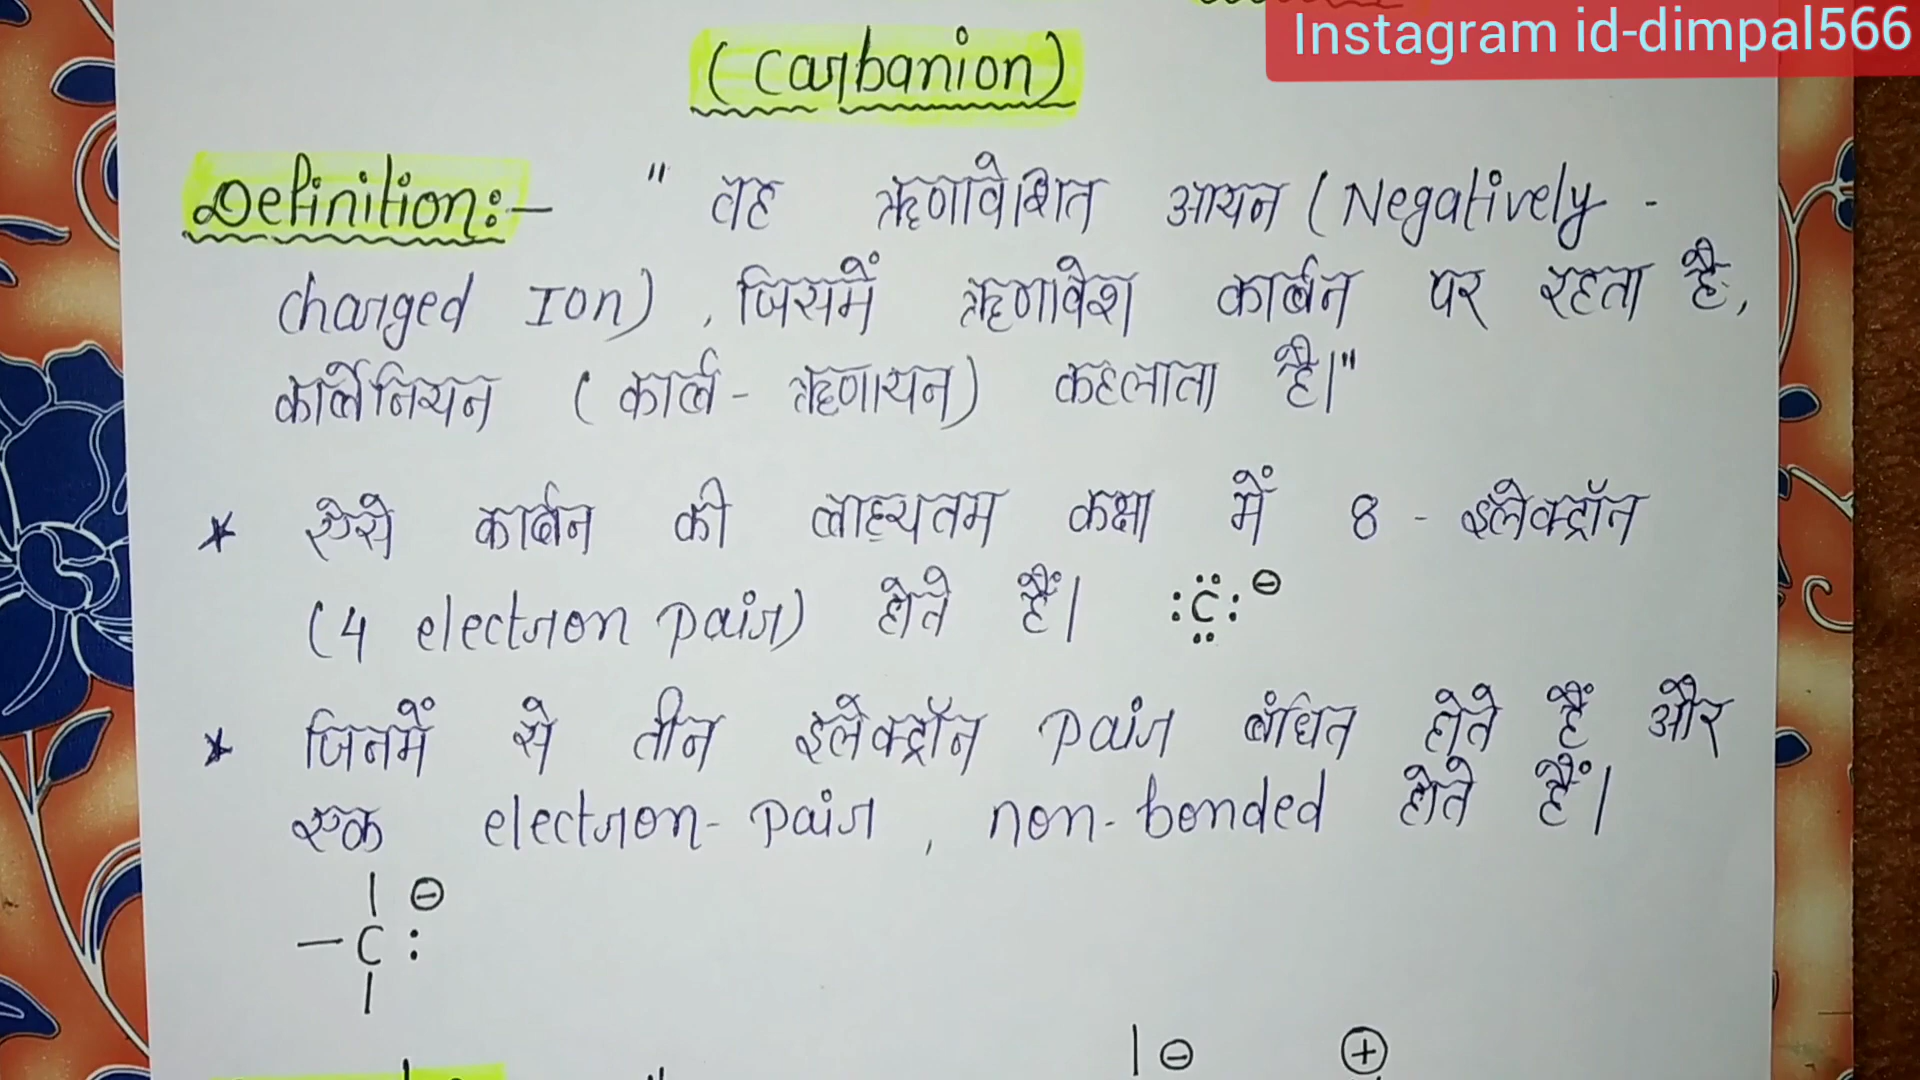 Instagram id-dimpal566
(Carbanion)
Definition:- " वह ऋणावेशित आयन (Negatively -
charged Ion) , जिसमें ऋणावेश कार्बन पर रहता है,
कार्बेनियन ( कार्ब - ऋणायन) कहलाता है।"
* ऐसे कार्बन की बाह्यतम कक्षा में 8 - इलेक्ट्रॉन
(4 electron pair) होते हैं। :C: ⊖
* जिनमें से तीन इलेक्ट्रॉन pair बंधित होते हैं और
एक electron- pair , non-bonded होते हैं।
| ⊖
— C :
|
| ⊖ ⊕